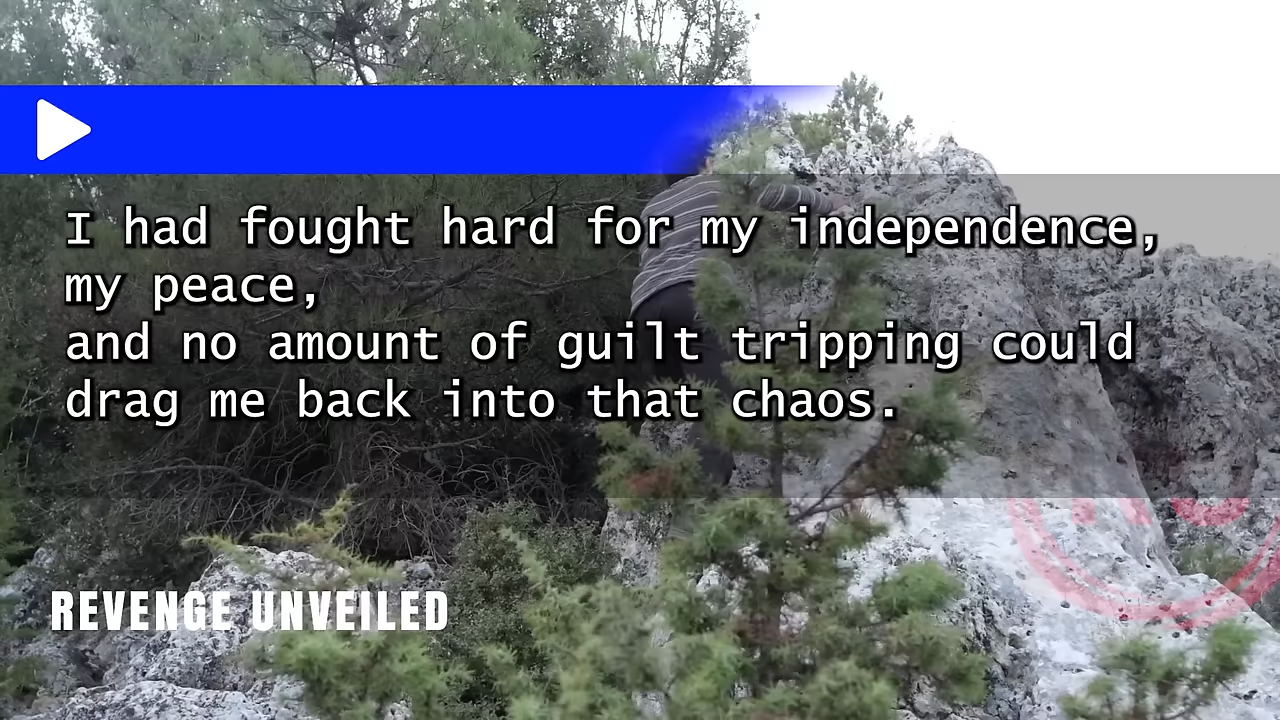 I had fought hard for my independence,
my peace,
and no amount of guilt tripping could
drag me back into that chaos.
REVENGE UNVEILED